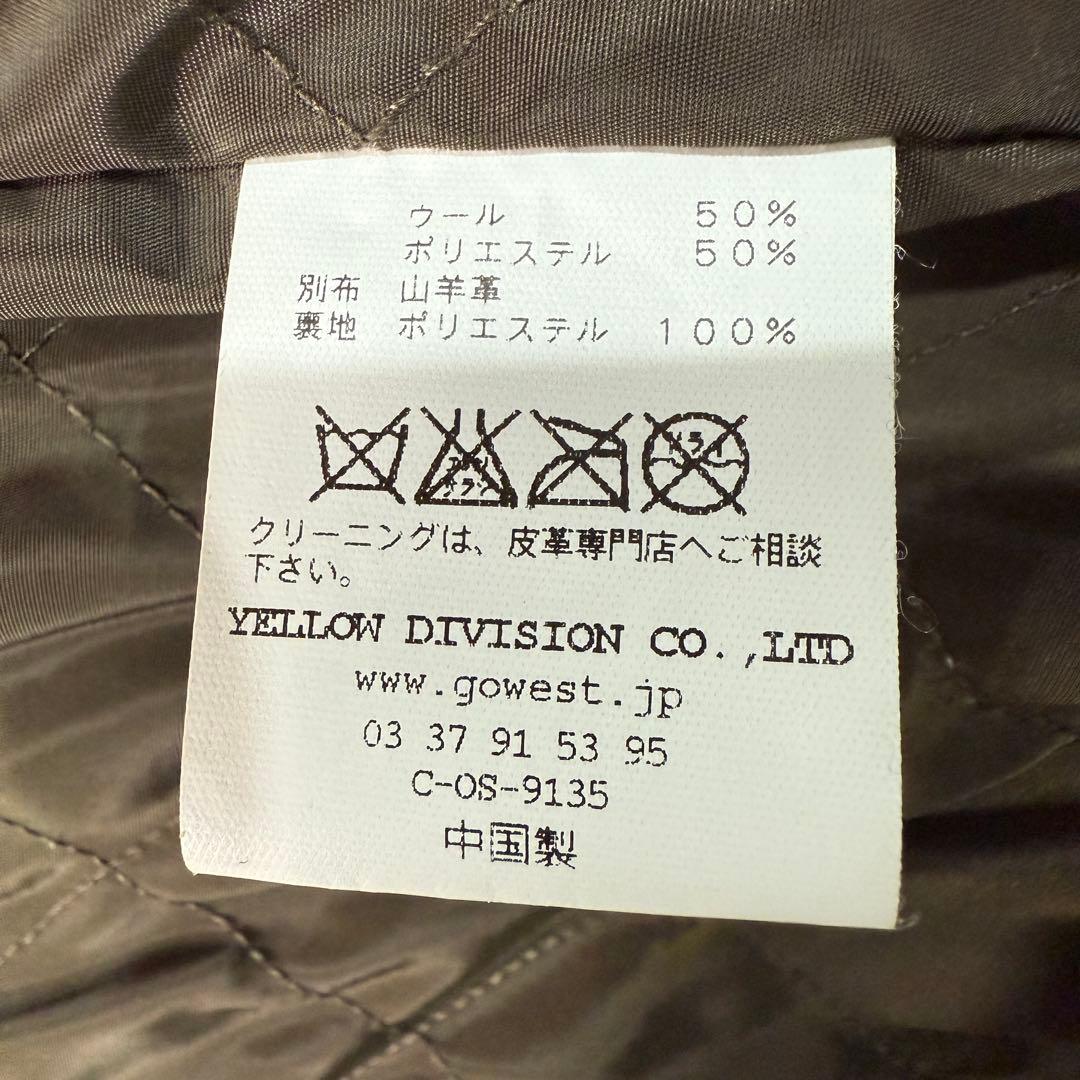 ウール 50%
ポリエステル 50%
別布 山羊革
裏地 ポリエステル 100%
ドライ
クリーニングは、皮革専門店へご相談
下さい。
YELLOW DIVISION CO.,LTD
www.gowest.jp
03 37 91 53 95
C-OS-9135
中国製